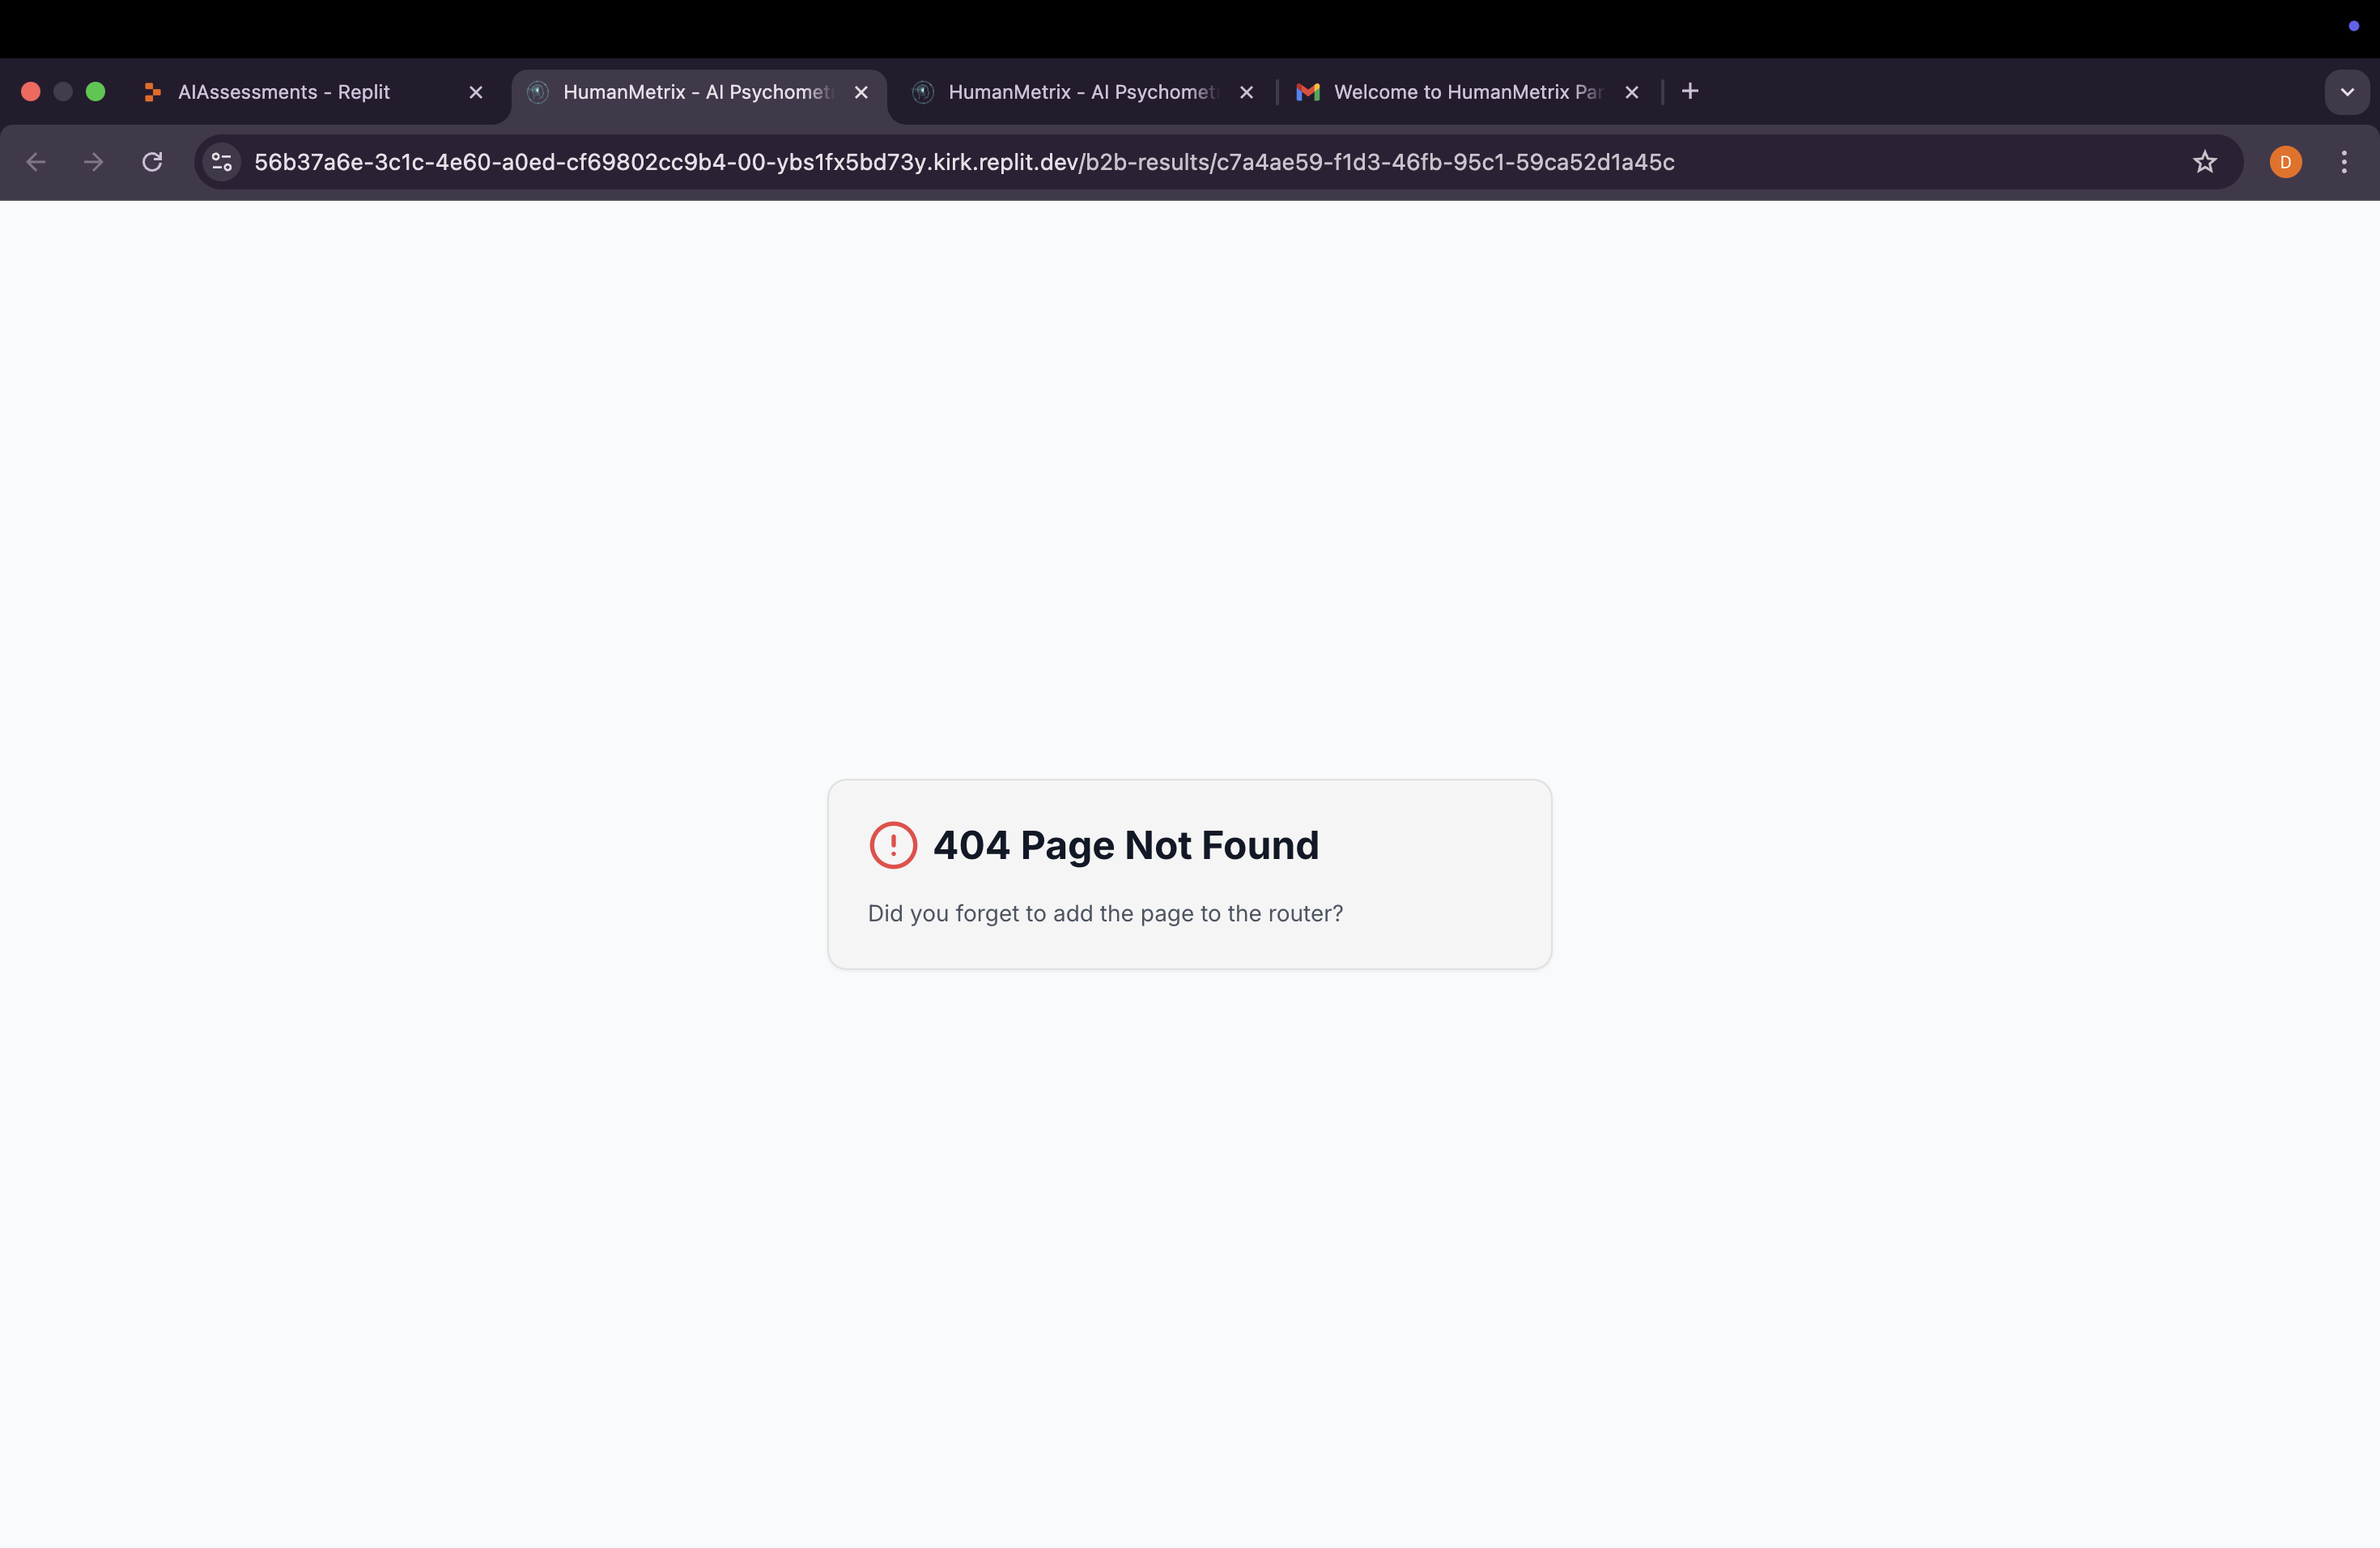 AIAssessments - Replit
HumanMetrix - AI Psychomet
HumanMetrix - AI Psychomet
Welcome to HumanMetrix Par
56b37a6e-3c1c-4e60-a0ed-cf69802cc9b4-00-ybs1fx5bd73y.kirk.replit.dev/b2b-results/c7a4ae59-f1d3-46fb-95c1-59ca52d1a45c
D
404 Page Not Found
Did you forget to add the page to the router?